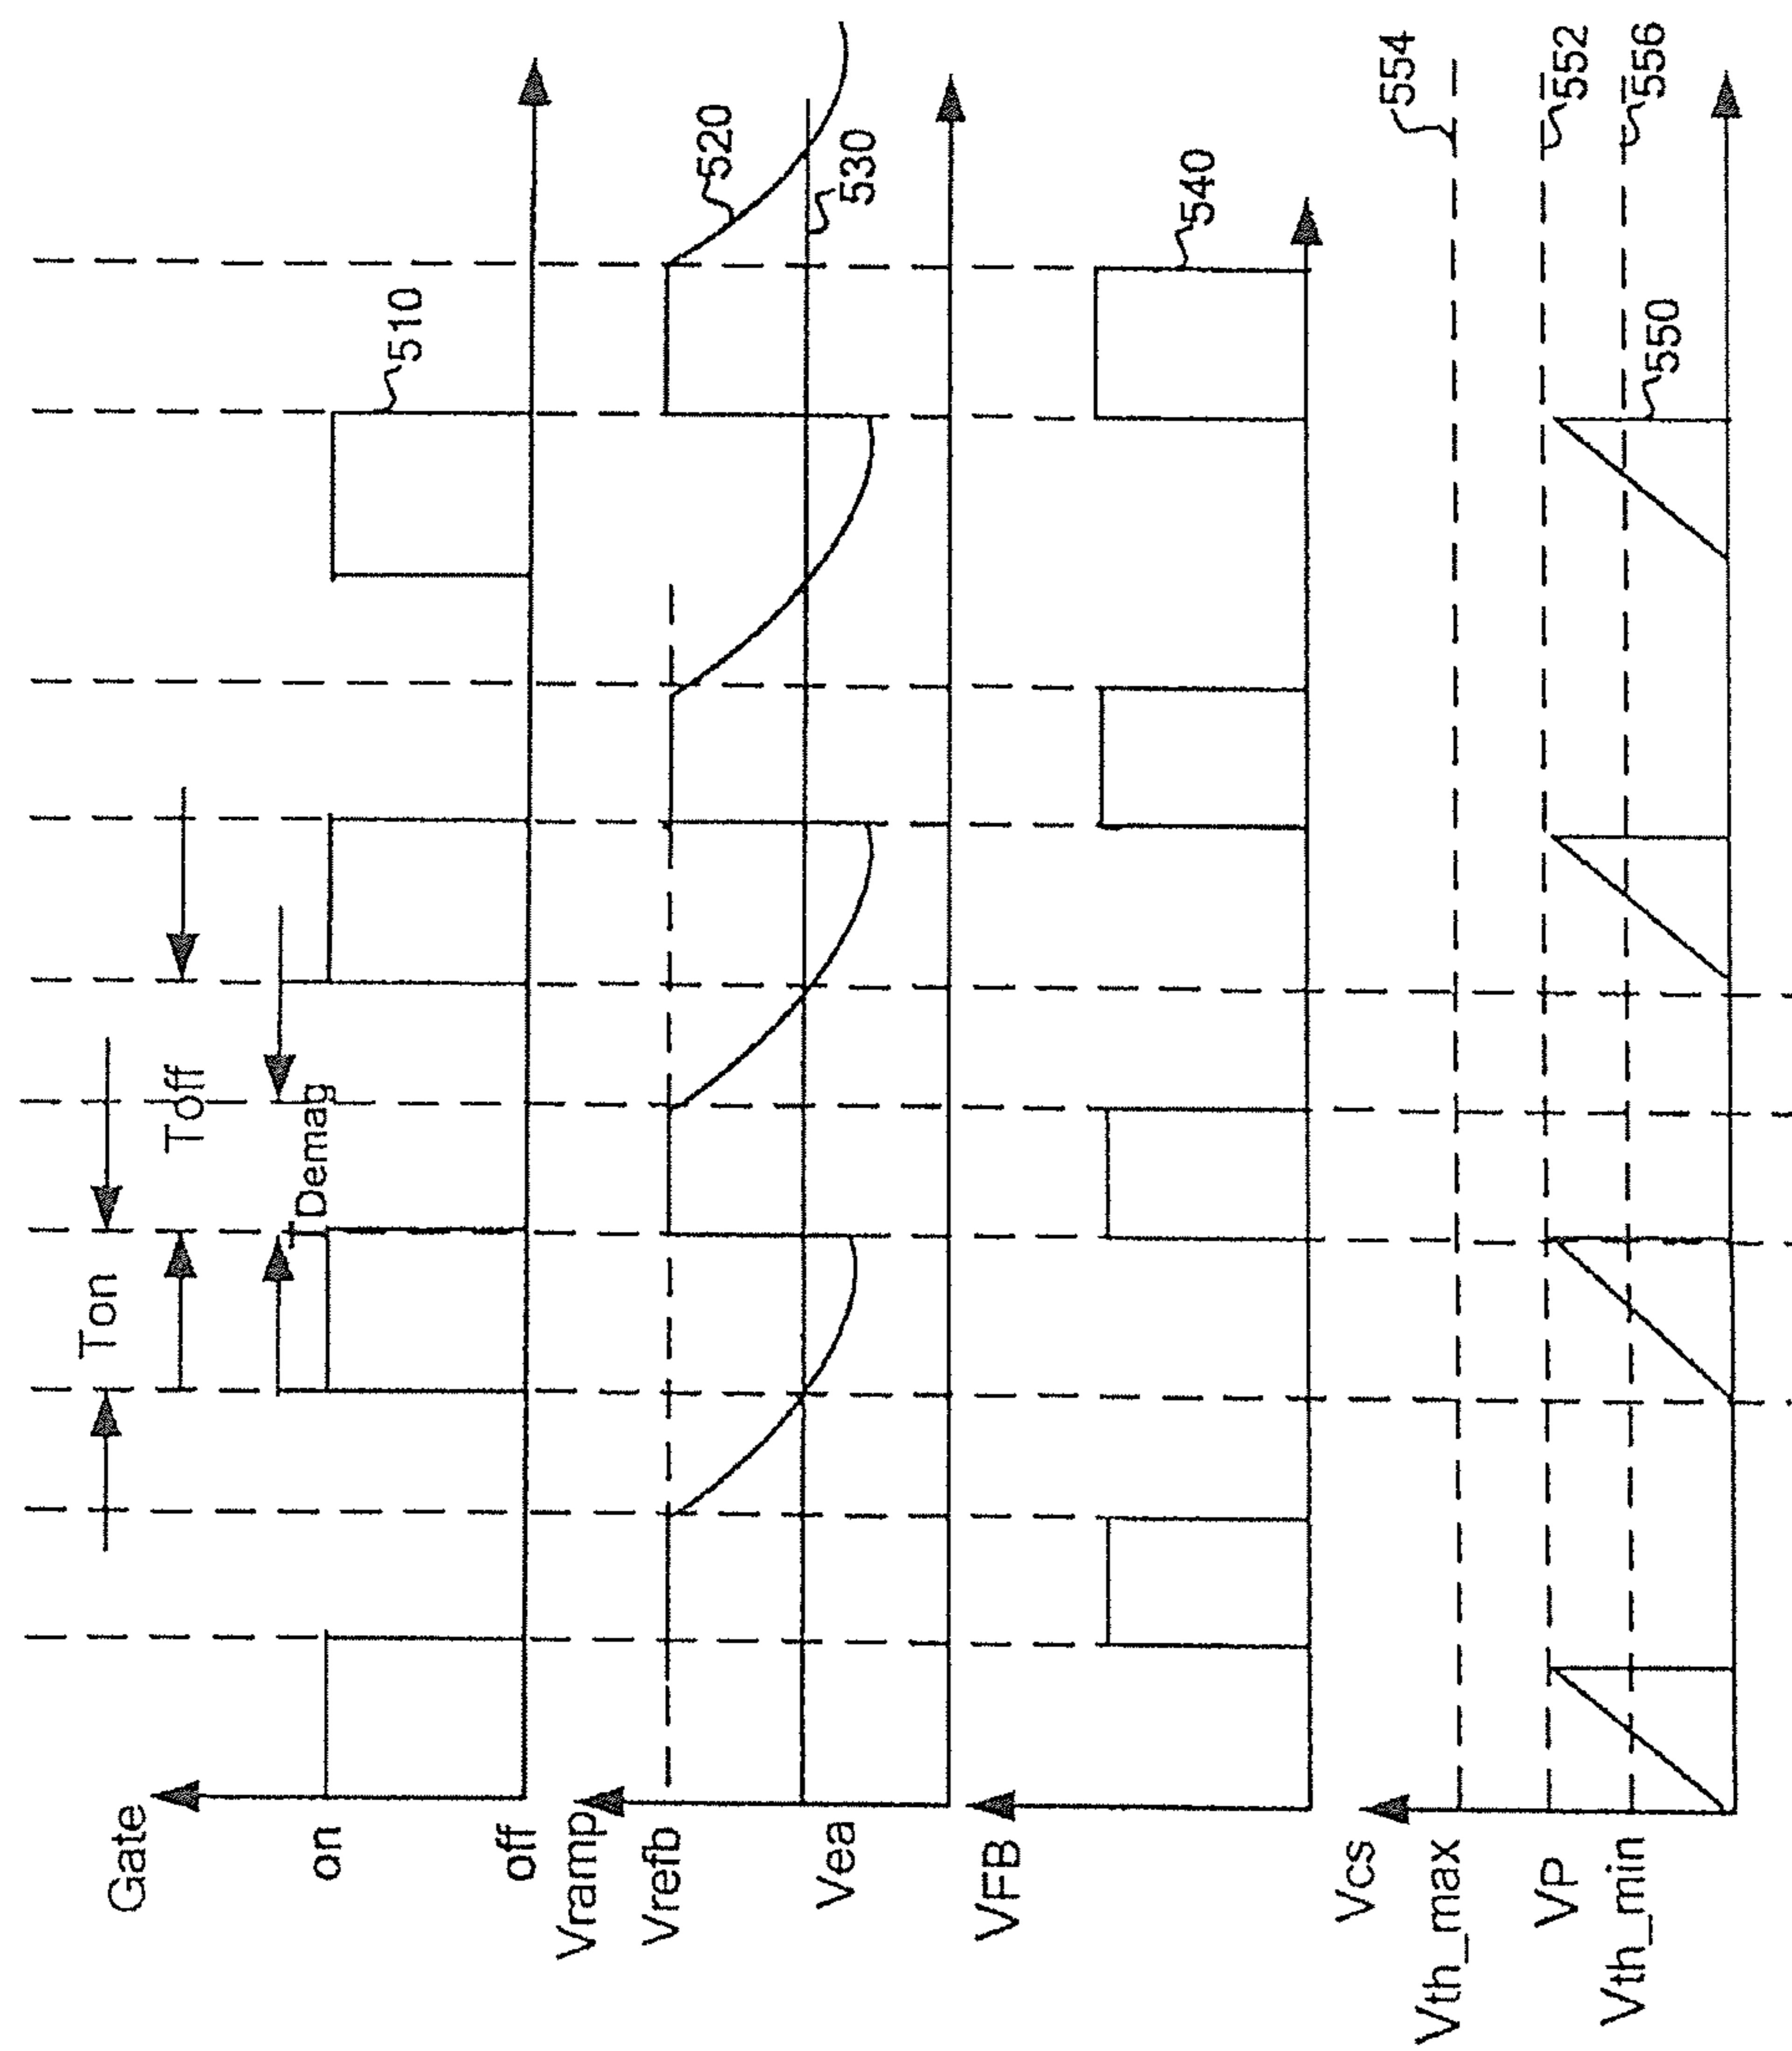 Gate
on
off
Ton
Toff
TDemag
510
Vramp
Vrefb
Vea
520
530
VFB
540
Vcs
Vth_max
VP
Vth_min
554
552
556
550